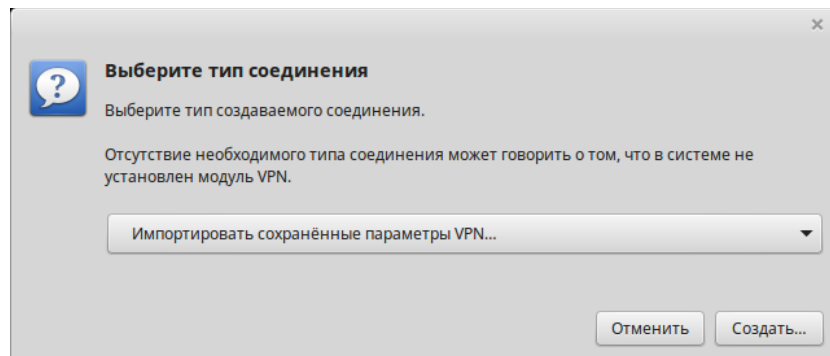 Выберите тип соединения
Выберите тип создаваемого соединения.
Отсутствие необходимого типа соединения может говорить о том, что в системе не
установлен модуль VPN.
Импортировать сохранённые параметры VPN...
Отменить
Создать...